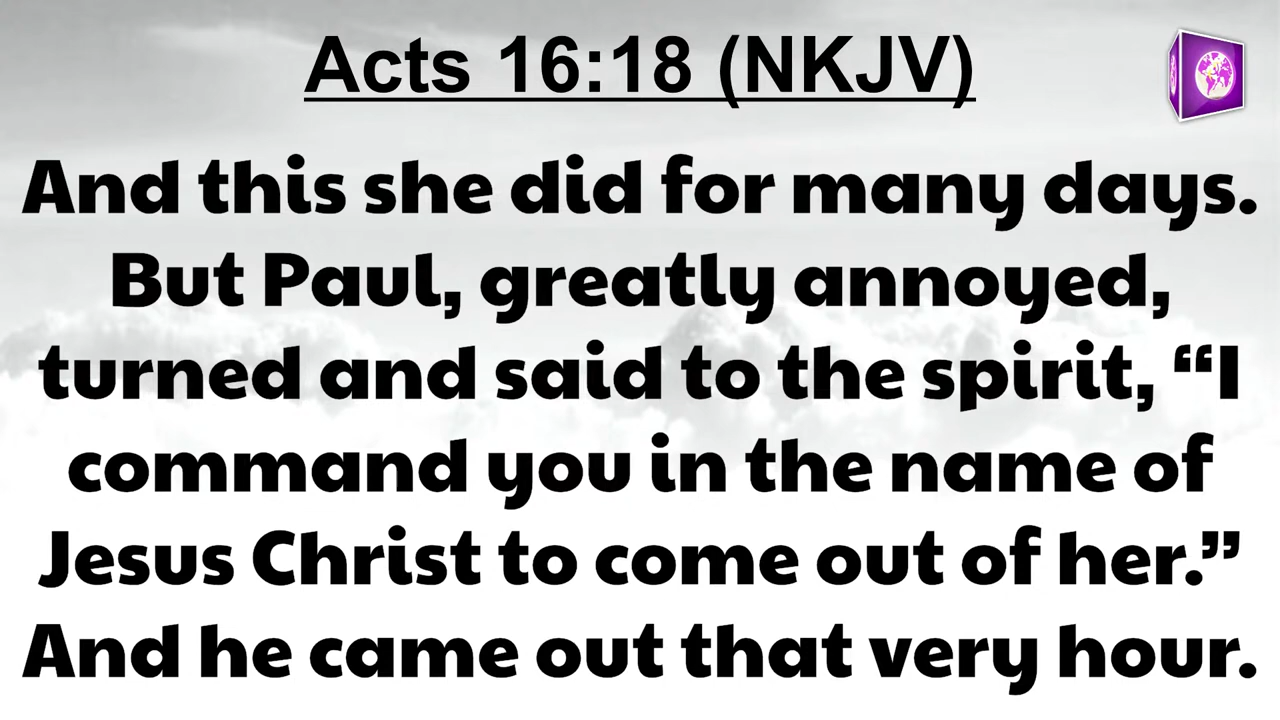 Acts 16:18 (NKJV)
And this she did for many days.
But Paul, greatly annoyed,
turned and said to the spirit, “I
command you in the name of
Jesus Christ to come out of her.”
And he came out that very hour.